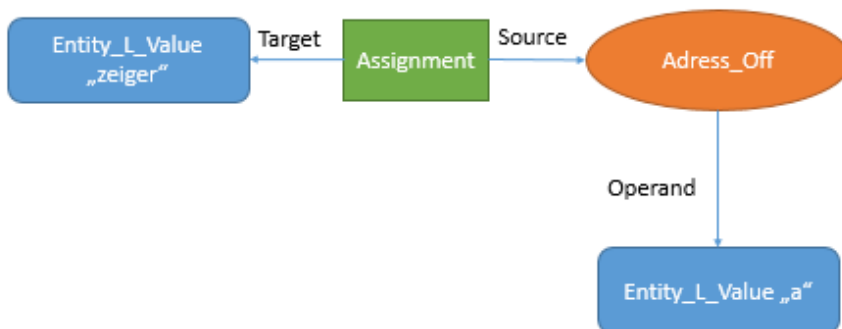 Entity_L_Value
„zeiger“
Target
Assignment
Source
Adress_Off
Operand
Entity_L_Value „a“